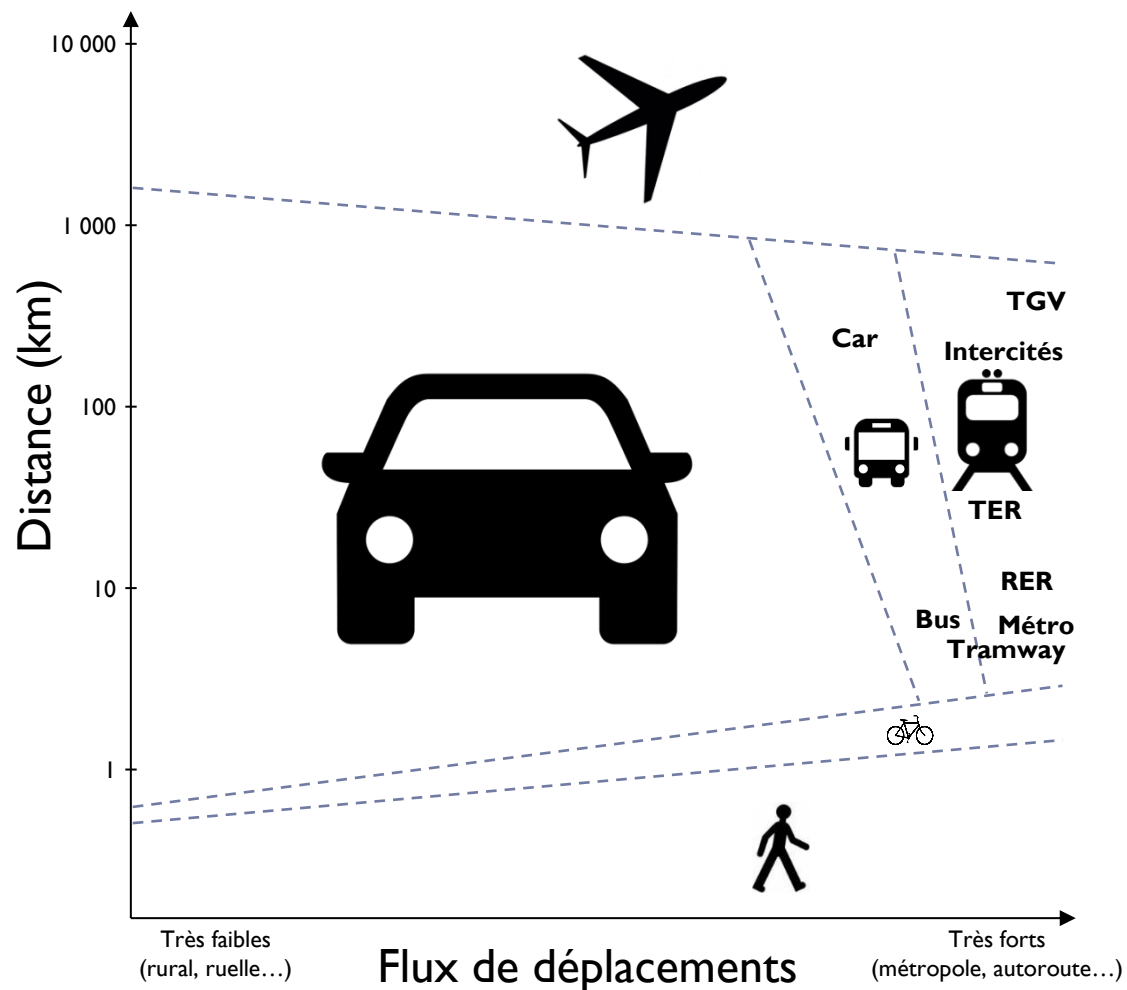 10 000
1 000
100
10
1
Distance (km)
TGV
Car
Intercités
TER
RER
Bus
Métro
Tramway
Très faibles
(rural, ruelle…)
Flux de déplacements
Très forts
(métropole, autoroute…)